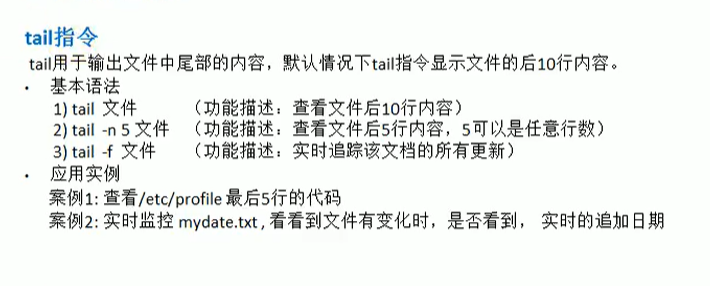 tail指令
tail用于输出文件中尾部的内容，默认情况下tail指令显示文件的后10行内容。
• 基本语法
1) tail 文件 （功能描述：查看文件后10行内容）
2) tail -n 5 文件 （功能描述：查看文件后5行内容，5可以是任意行数）
3) tail -f 文件 （功能描述：实时追踪该文档的所有更新）
• 应用实例
案例1: 查看/etc/profile 最后5行的代码
案例2: 实时监控 mydate.txt , 看看到文件有变化时，是否看到， 实时的追加日期